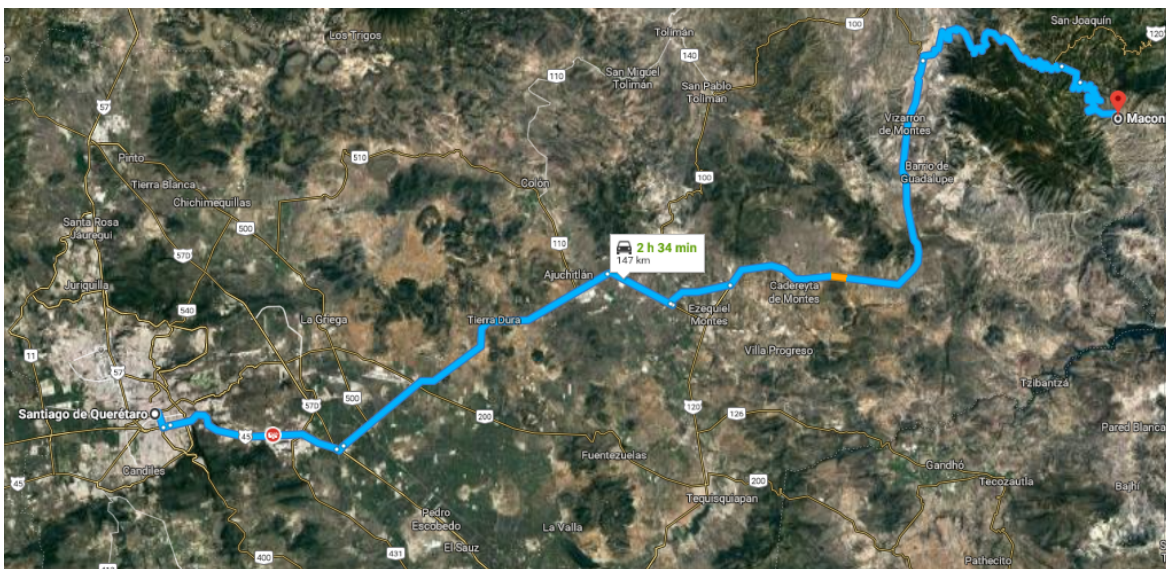 San Joaquín
100
120
Los Trigos
Tolimán
57
110
140
San Miguel
Tolimán
San Pablo
Tolimán
Macon
Vizarrón
de Montes
Pinto
510
Barrio de
Guadalupe
Tierra Blanca
Colón
100
Chichimequillas
Santa Rosa
Jáuregui
500
110
570
2 h 34 min
147 km
Ajuchitlán
Juriquilla
Cadereyta
de Montes
540
Ezequiel
Montes
La Griega
Tierra Dura
Villa Progreso
11
57
Tzibantzá
570
500
Santiago de Querétaro
200
120
126
45
Pared Blanca
Fuentezuelas
Gandhó
Candiles
45
200
Tecozautla
Bajhi
Tequisquiapan
Pedro
Escobedo
La Valla
El Sauz
400
431
Pathecito